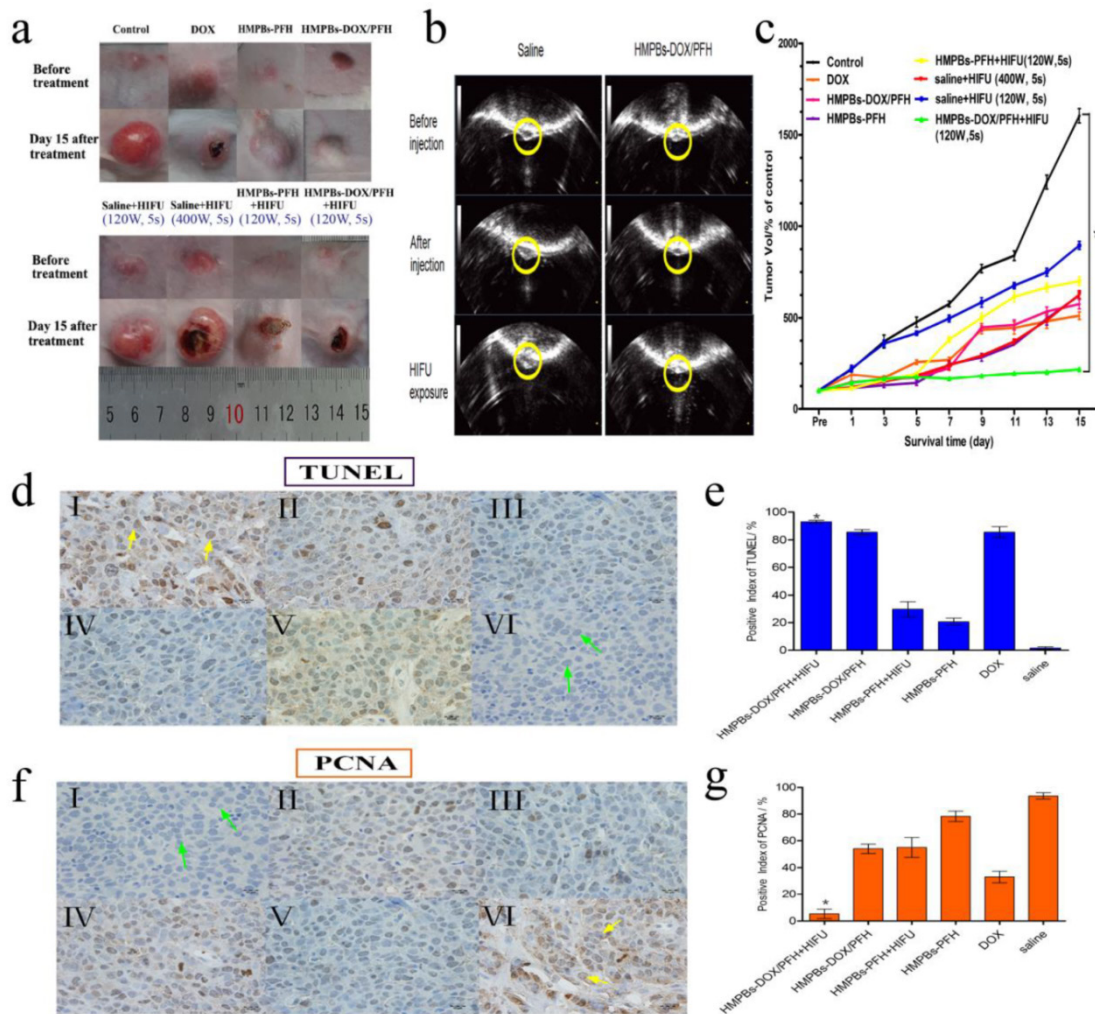 a
Control DOX HMPBs-PFH HMPBs-DOX/PFH
Before
treatment
Day 15 after
treatment
Saline+HIFU Saline+HIFU HMPBs-PFH HMPBs-DOX/PFH
+HIFU +HIFU
(120W, 5s) (400W, 5s) (120W, 5s) (120W, 5s)
Before
treatment
Day 15 after
treatment
5 6 7 8 9 10 11 12 13 14 15
b
Saline HMPBs-DOX/PFH
Before
injection
After
injection
HIFU
exposure
c
Control
DOX
HMPBs-DOX/PFH
HMPBs-PFH
HMPBs-PFH+HIFU(120W,5s)
saline+HIFU (400W, 5s)
saline+HIFU (120W, 5s)
HMPBs-DOX/PFH+HIFU
(120W,5s)
Tumor Vol/% of control
2000
1500
1000
500
0
Pre 1 3 5 7 9 11 13 15
Survival time (day)
d
TUNEL
I II III
IV V VI
e
Positive Index of TUNEL/ %
100
80
60
40
20
0
*
HMPBs-DOX/PFH+HIFU
HMPBs-DOX/PFH
HMPBs-PFH+HIFU
HMPBs-PFH
DOX
saline
f
PCNA
I II III
IV V VI
g
Positive Index of PCNA / %
100
80
60
40
20
0
*
HMPBs-DOX/PFH+HIFU
HMPBs-DOX/PFH
HMPBs-PFH+HIFU
HMPBs-PFH
DOX
saline